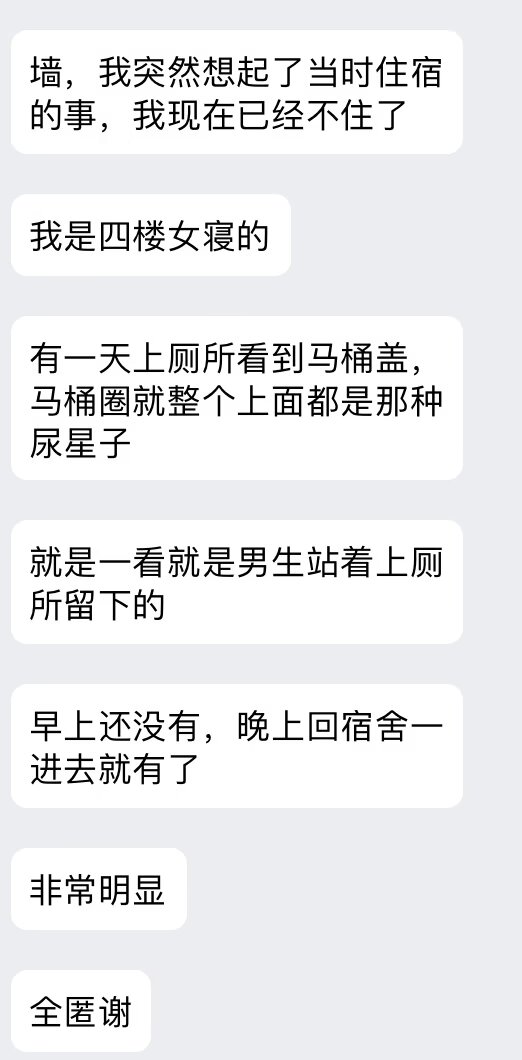 墙，我突然想起了当时住宿
的事，我现在已经不住了
我是四楼女寝的
有一天上厕所看到马桶盖，
马桶圈就整个上面都是那种
尿星子
就是一看就是男生站着上厕
所留下的
早上还没有，晚上回宿舍一
进去就有了
非常明显
全匿谢